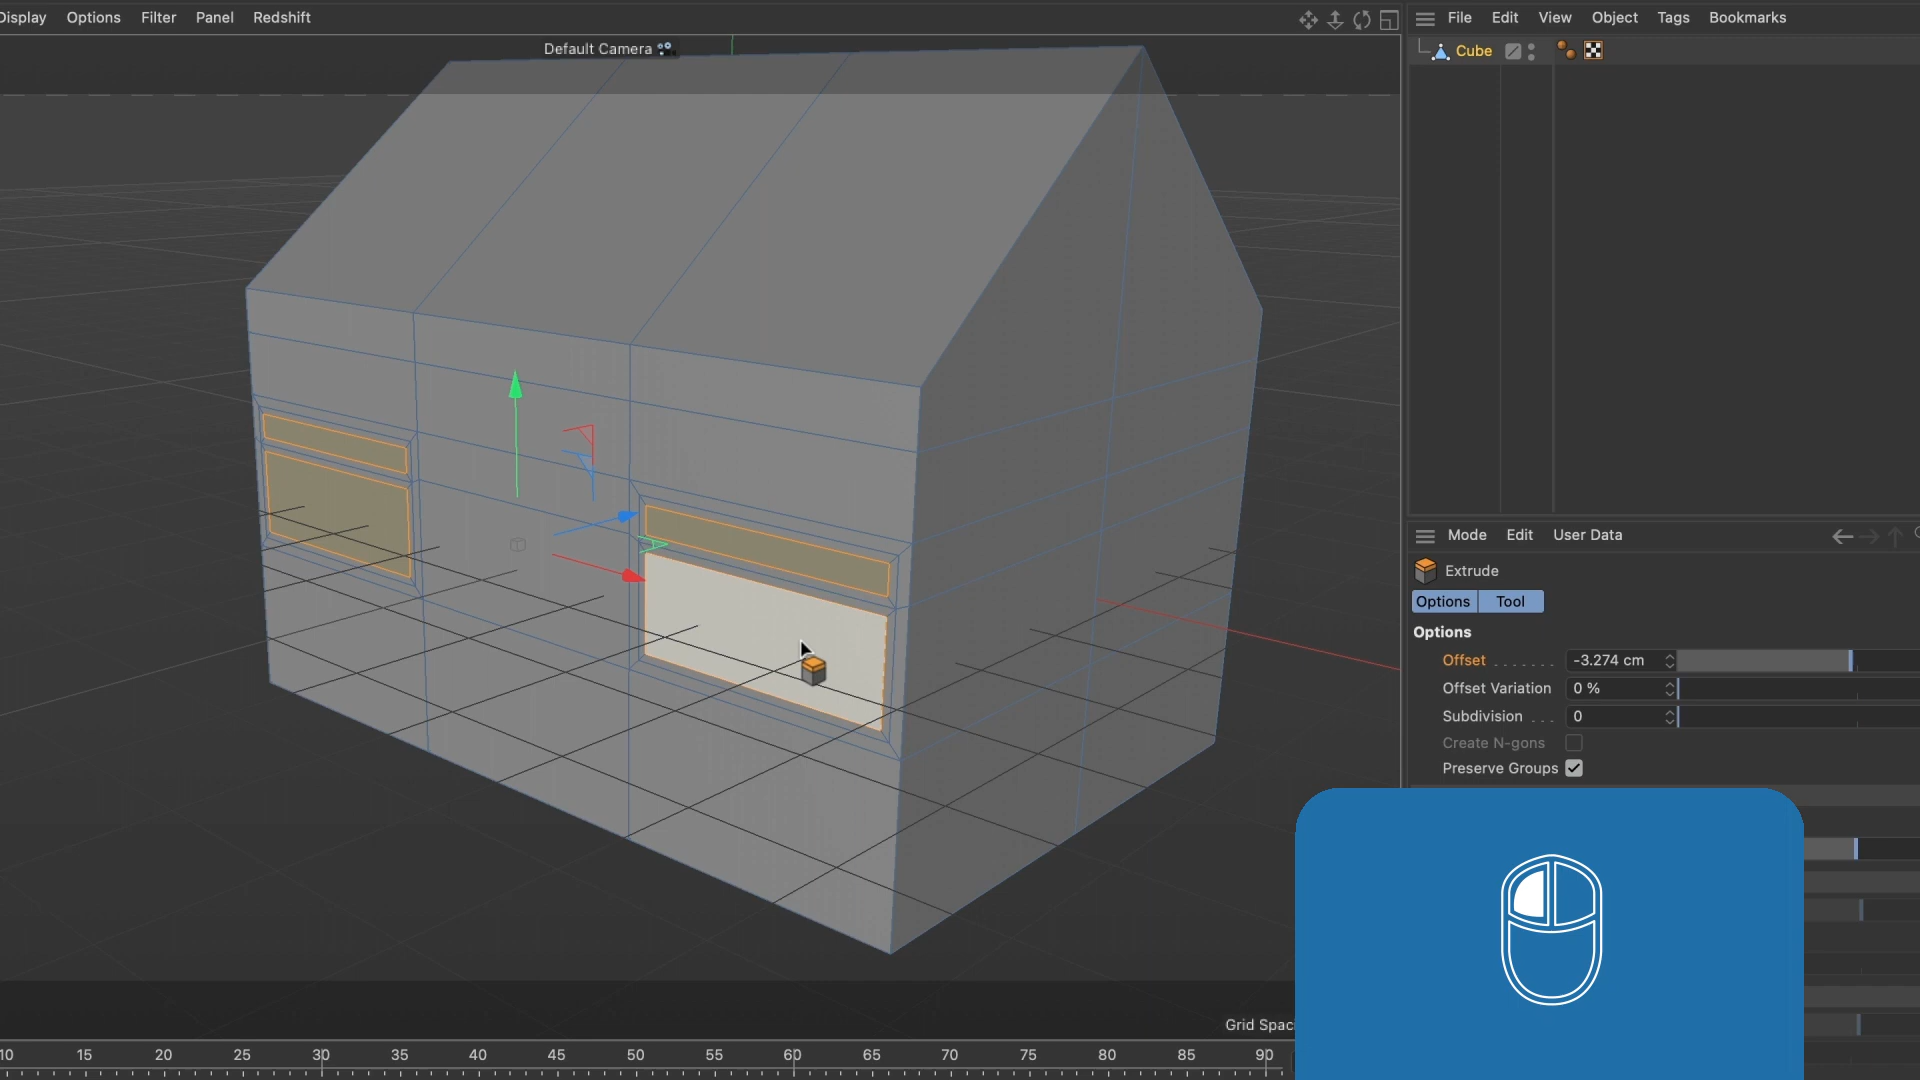 Display Options Filter Panel Redshift
File Edit View Object Tags Bookmarks
Default Camera
Cube
Mode Edit User Data
Extrude
Options Tool
Options
Offset -3.274 cm
Offset Variation 0 %
Subdivision 0
Create N-gons
Preserve Groups
Grid Spaci
10 15 20 25 30 35 40 45 50 55 60 65 70 75 80 85 90